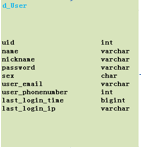 d_User
uid int
name varchar
nickname varchar
password varchar
sex char
user_email varchar
user_phonenumber int
last_login_time bigint
last_login_ip varchar